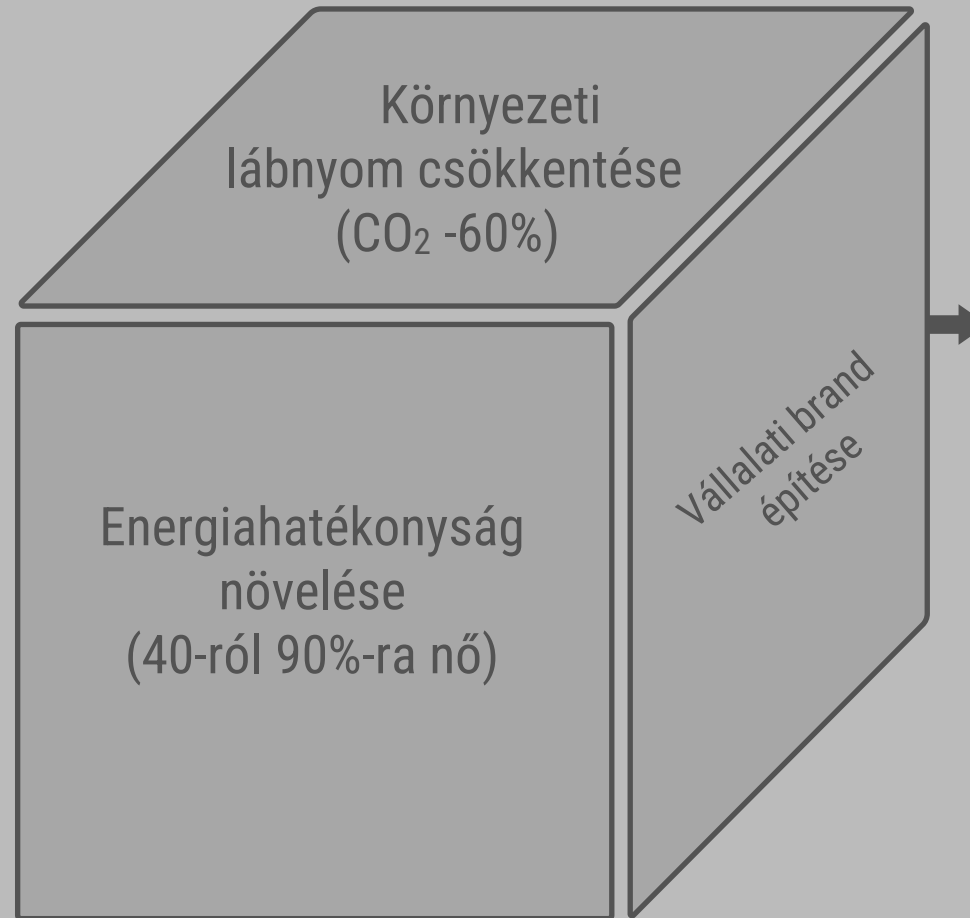 Környezeti
lábnyom csökkentése
(CO₂ -60%)
Energiahatékonyság
növelése
(40-ról 90%-ra nő)
Vállalati brand
építése